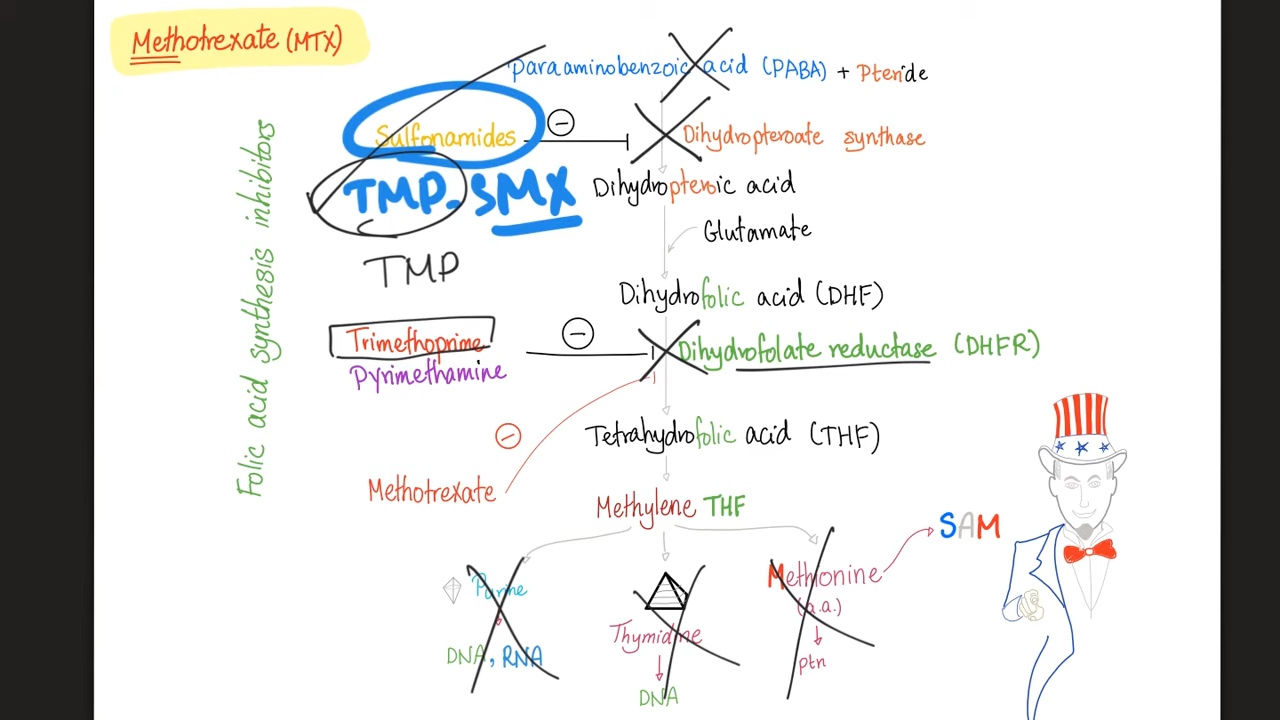 Methotrexate (MTX)
Paraaminobenzoic acid (PABA) + Pteride
Sulfonamides
Dihydropteroate synthase
TMP-SMX
Dihydropteroic acid
Glutamate
TMP
Dihydrofolic acid (DHF)
Trimethoprime
Dihydrofolate reductase (DHFR)
Pyrimethamine
Folic acid synthesis inhibitors
Tetrahydrofolic acid (THF)
Methotrexate
Methylene THF
SAM
Purine
Methionine
(a.a.)
Thymidine
DNA, RNA
ptn
DNA